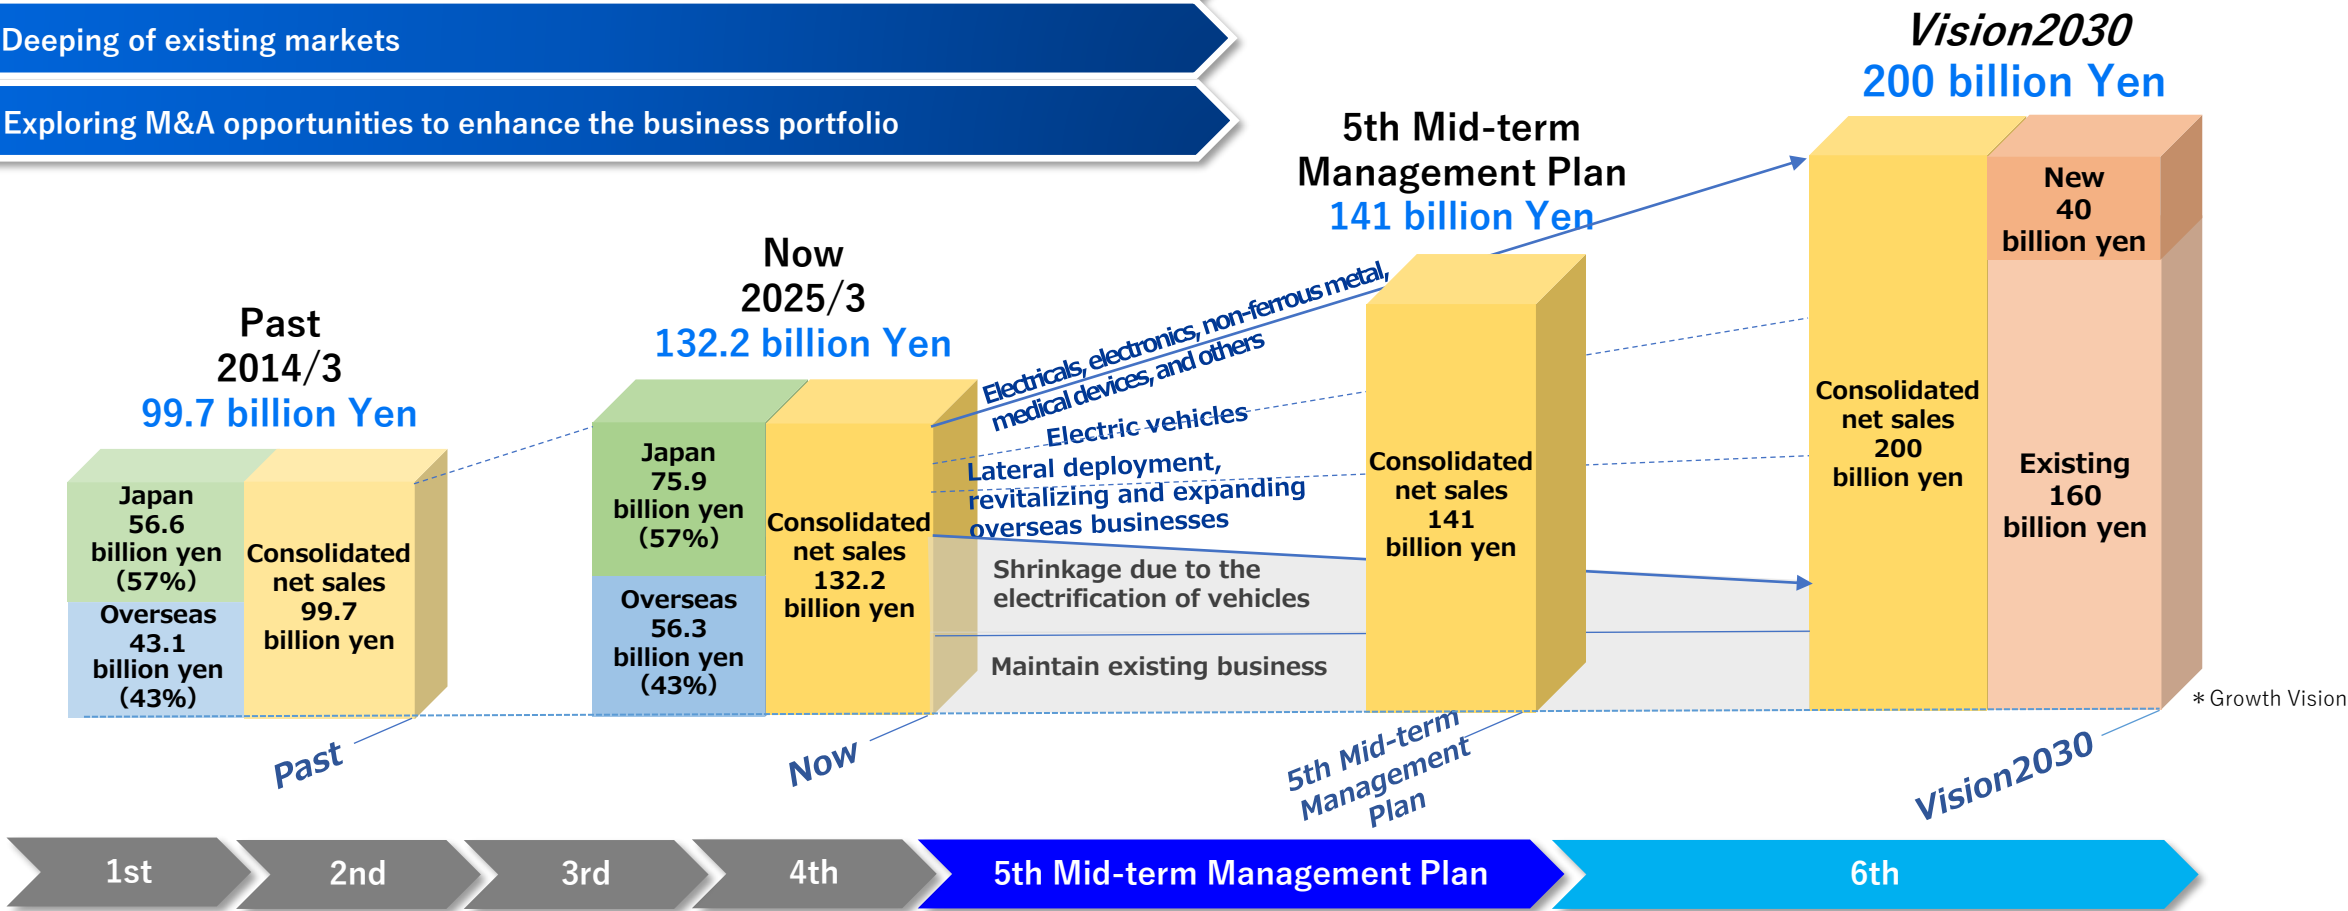 Deeping of existing markets
Exploring M&A opportunities to enhance the business portfolio
Vision2030
200 billion Yen
5th Mid-term
Management Plan
141 billion Yen
Now
2025/3
132.2 billion Yen
Past
2014/3
99.7 billion Yen
Japan
56.6
billion yen
(57%)
Overseas
43.1
billion yen
(43%)
Consolidated
net sales
99.7
billion yen
Japan
75.9
billion yen
(57%)
Overseas
56.3
billion yen
(43%)
Consolidated
net sales
132.2
billion yen
Electricals, electronics, non-ferrous metal,
medical devices, and others
Electric vehicles
Lateral deployment,
revitalizing and expanding
overseas businesses
Shrinkage due to the
electrification of vehicles
Maintain existing business
Consolidated
net sales
141
billion yen
Consolidated
net sales
200
billion yen
New
40
billion yen
Existing
160
billion yen
＊Growth Vision
Past
Now
5th Mid-term
Management
Plan
Vision2030
1st
2nd
3rd
4th
5th Mid-term Management Plan
6th